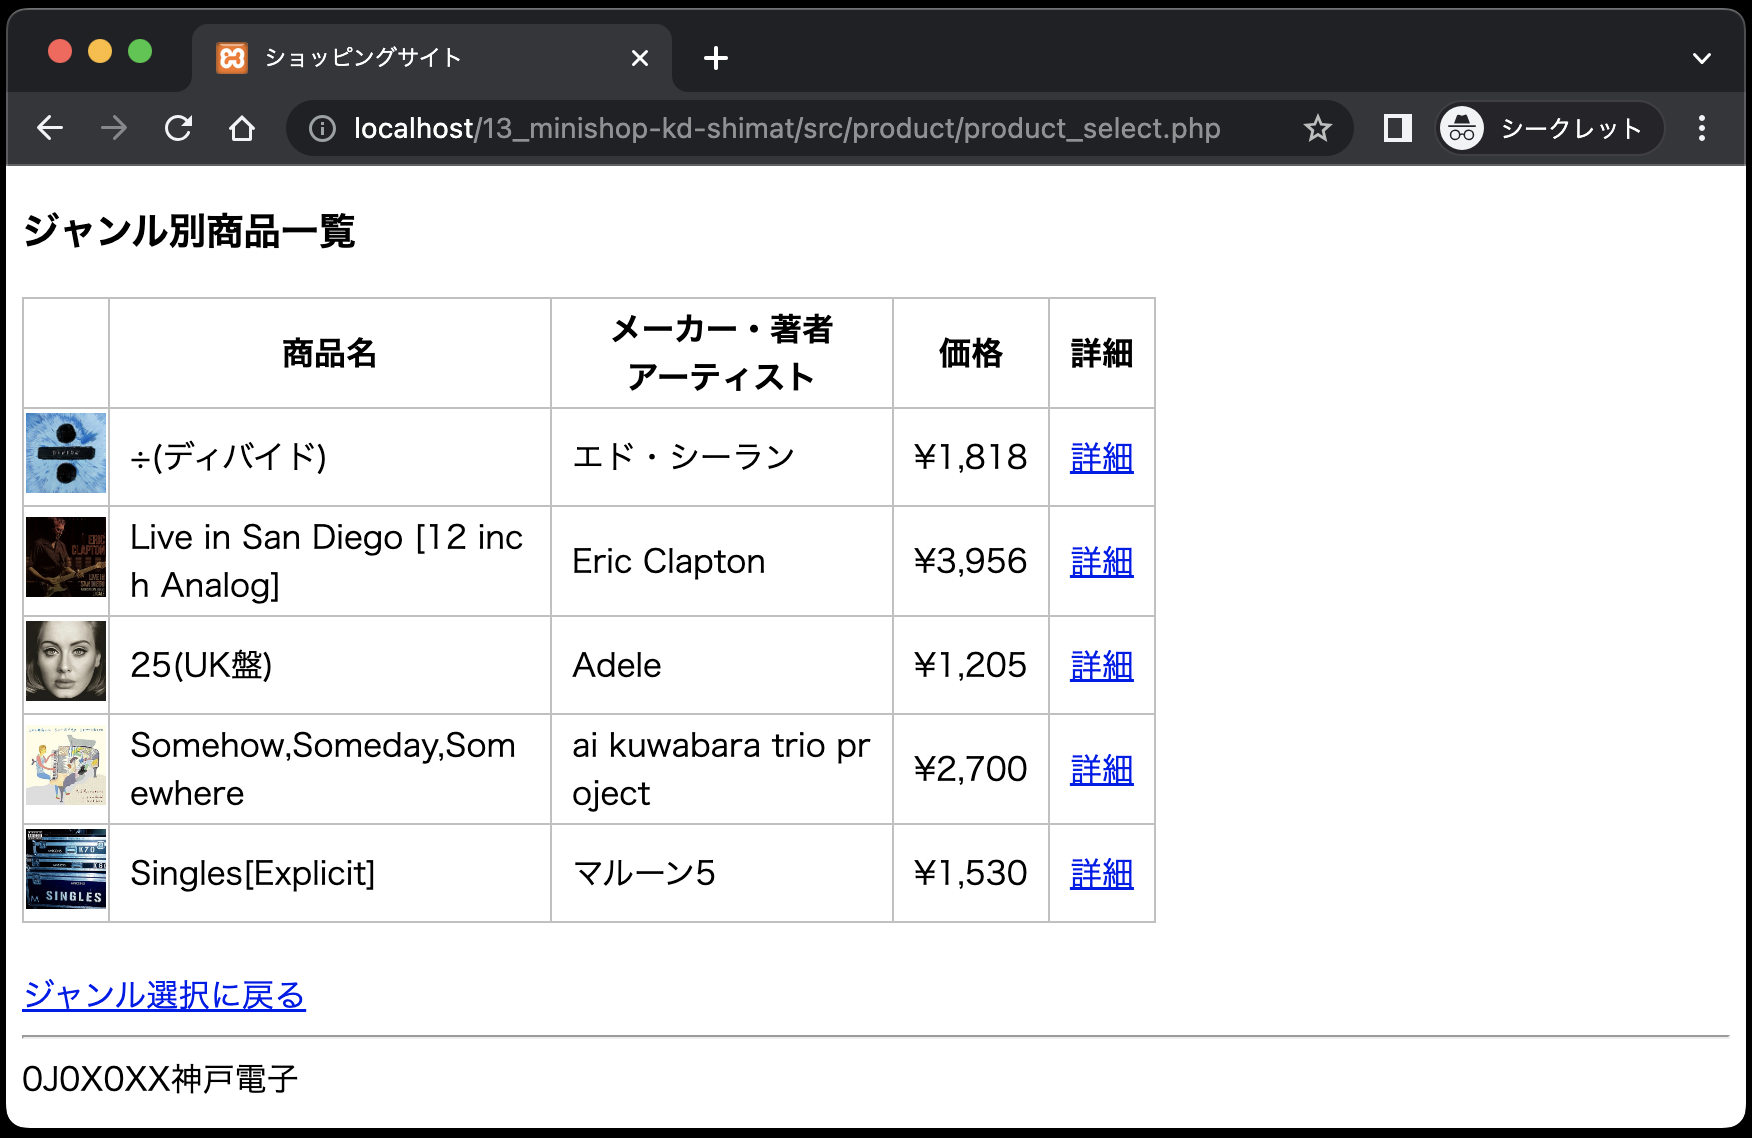 ショッピングサイト
localhost/13_minishop-kd-shimat/src/product/product_select.php
シークレット
ジャンル別商品一覧
商品名
メーカー・著者
アーティスト
価格
詳細
÷(ディバイド)
エド・シーラン
¥1,818
詳細
Live in San Diego [12 inc
h Analog]
Eric Clapton
¥3,956
詳細
25(UK盤)
Adele
¥1,205
詳細
Somehow,Someday,Som
ewhere
ai kuwabara trio pr
oject
¥2,700
詳細
SINGLES
Singles[Explicit]
マルーン5
¥1,530
詳細
ジャンル選択に戻る
0J0X0XX神戸電子